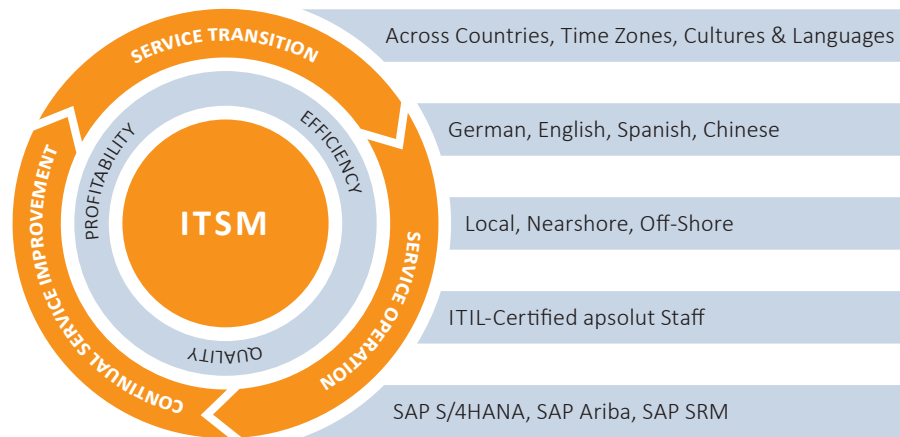 SERVICE TRANSITION
SERVICE OPERATION
CONTINUAL SERVICE IMPROVEMENT
PROFITABILITY
EFFICIENCY
QUALITY
ITSM
Across Countries, Time Zones, Cultures & Languages
German, English, Spanish, Chinese
Local, Nearshore, Off-Shore
ITIL-Certified apsolut Staff
SAP S/4HANA, SAP Ariba, SAP SRM